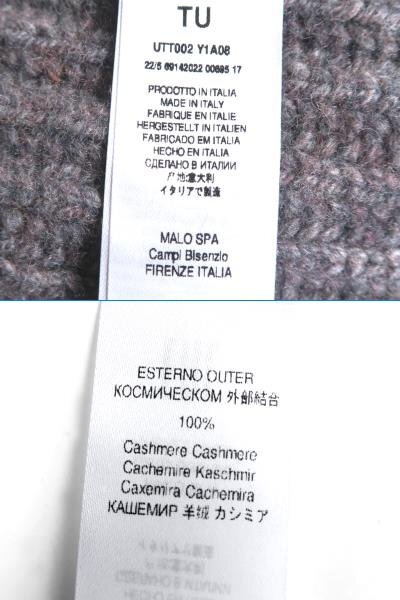 TU
UTT002 Y1A08
22/5 69142022 00695 17
PRODOTTO IN ITALIA
MADE IN ITALY
FABRIQUE EN ITALIE
HERGESTELLT IN ITALIEN
FABRICADO EM ITALIA
HECHO EN ITALIA
СДЕЛАНО В ИТАЛИИ
产地:意大利
イタリアで製造
MALO SPA
Campi Bisenzio
FIRENZE ITALIA
ESTERNO OUTER
КОСМИЧЕСКОМ 外部結合
100%
Cashmere Cashmere
Cachemire Kaschmir
Caxemira Cachemira
КАШЕМИР 羊绒 カシミア